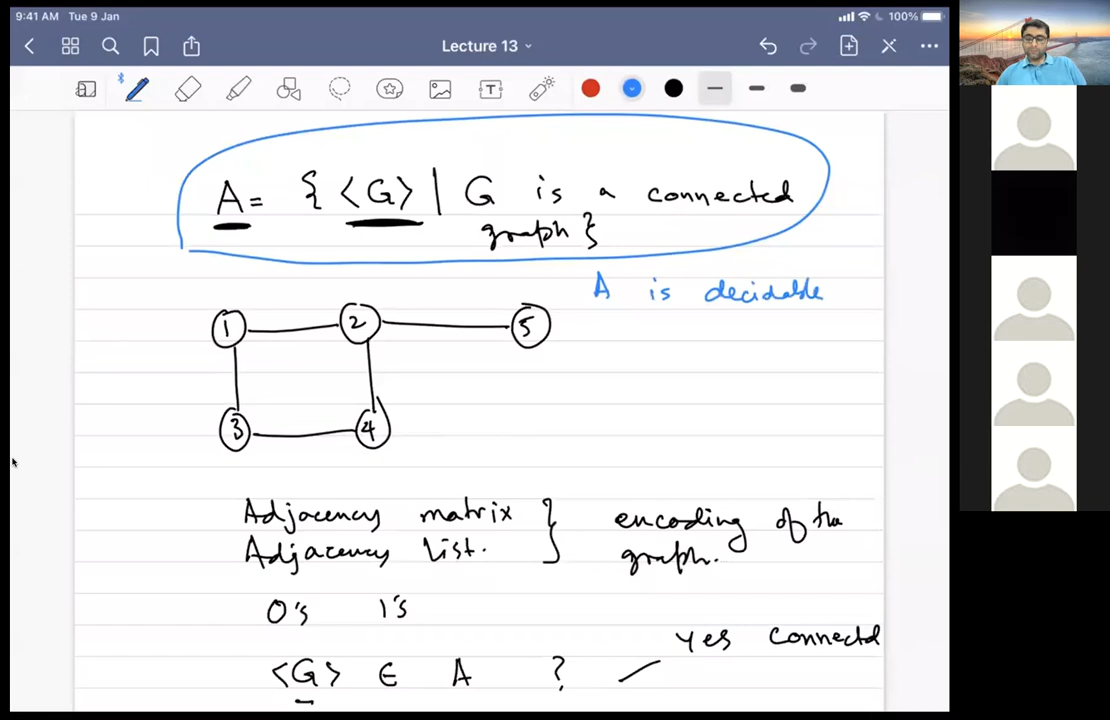 9:41 AM Tue 9 Jan
100%
Lecture 13
A = { <G> | G is a connected
graph }
A is decidable
1 2 5
3 4
Adjacency matrix } encoding of the
Adjacency list. graph.
0's 1's
yes connected
<G> ∈ A ?